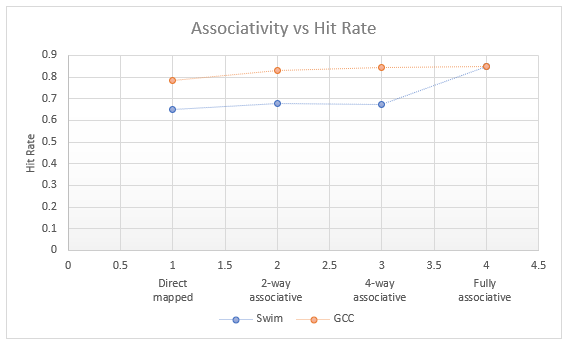 Associativity vs Hit Rate
0.9
0.8
0.7
0.6
0.5
0.4
0.3
0.2
0.1
0
Hit Rate
0 0.5 1 1.5 2 2.5 3 3.5 4 4.5
Direct 2-way 4-way Fully
mapped associative associative associative
Swim GCC